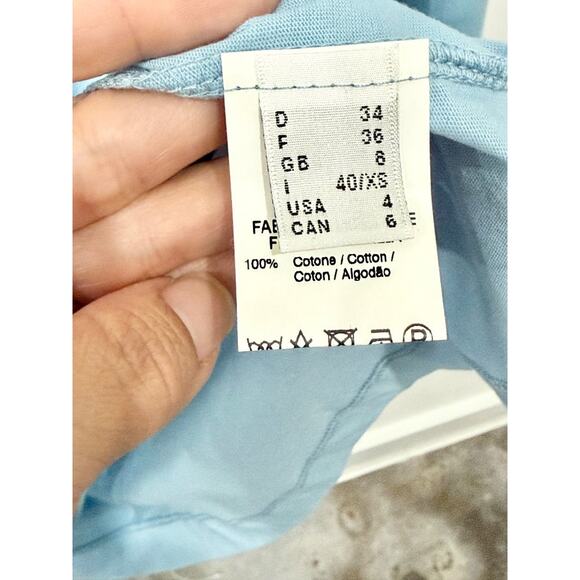 D 34
F 36
GB 8
I 40/XS
USA 4
CAN 6
100% Cotone / Cotton /
Coton / Algodão